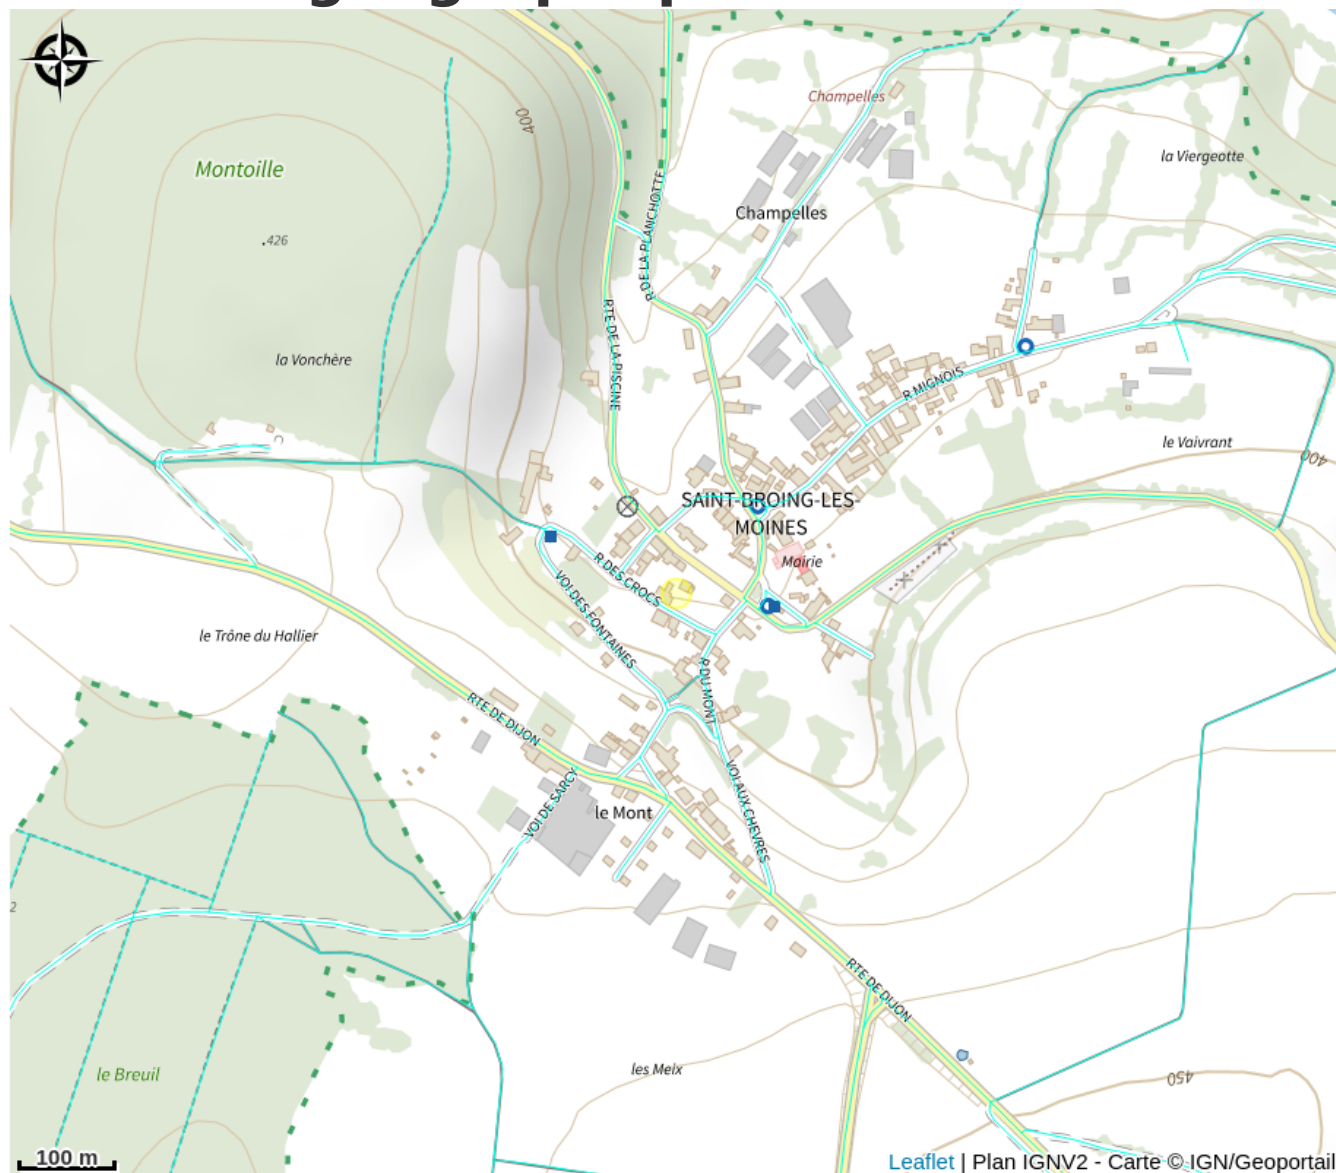 400
Montoille
426
Champelles
la Viergeotte
R DE LA PLANCHOTTE
Champelles
RTE DE LA PISCINE
la Vonchère
R MIGNOIS
le Vaivrant
400
SAINT-BROING-LES-
MOINES
Mairie
R DES CROCS
VOI DES FONTAINES
le Trône du Hallier
R DU MONT
RTE DE DIJON
VOI DE SARCY
le Mont
VOI AUX CHEVRES
2
RTE DE DIJON
les Meix
le Breuil
450
100 m
Leaflet | Plan IGNV2 - Carte © IGN/Geoportail